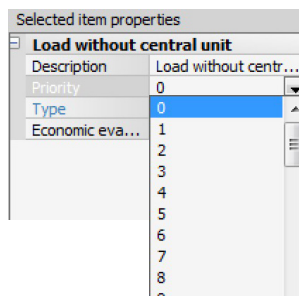 Selected item properties
Load without central unit
Description Load without centr...
Priority 0
Type 0
Economic eva... 1
2
3
4
5
6
7
8